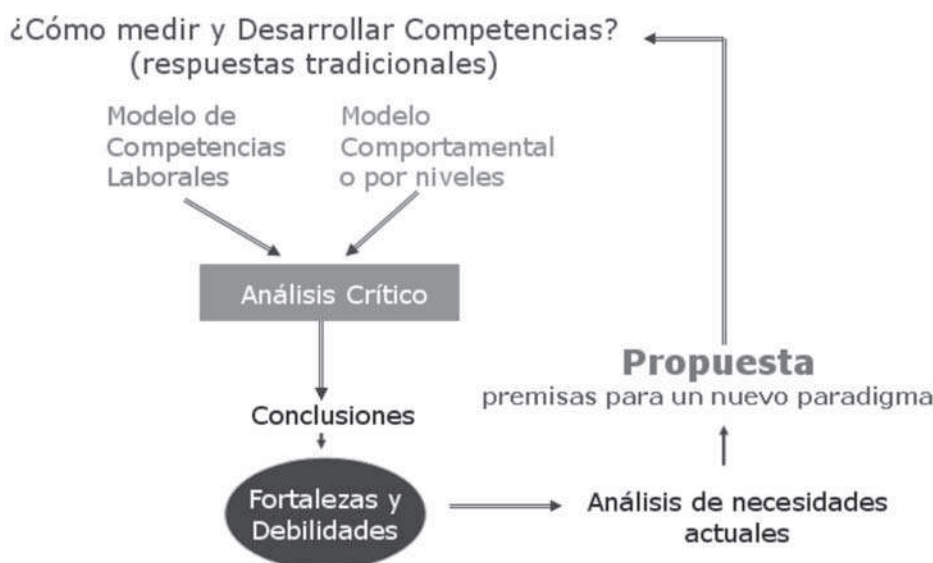 ¿Cómo medir y Desarrollar Competencias?
(respuestas tradicionales)
Modelo de
Competencias
Laborales
Modelo
Comportamental
o por niveles
Análisis Crítico
Conclusiones
Fortalezas y
Debilidades
Análisis de necesidades
actuales
Propuesta
premisas para un nuevo paradigma